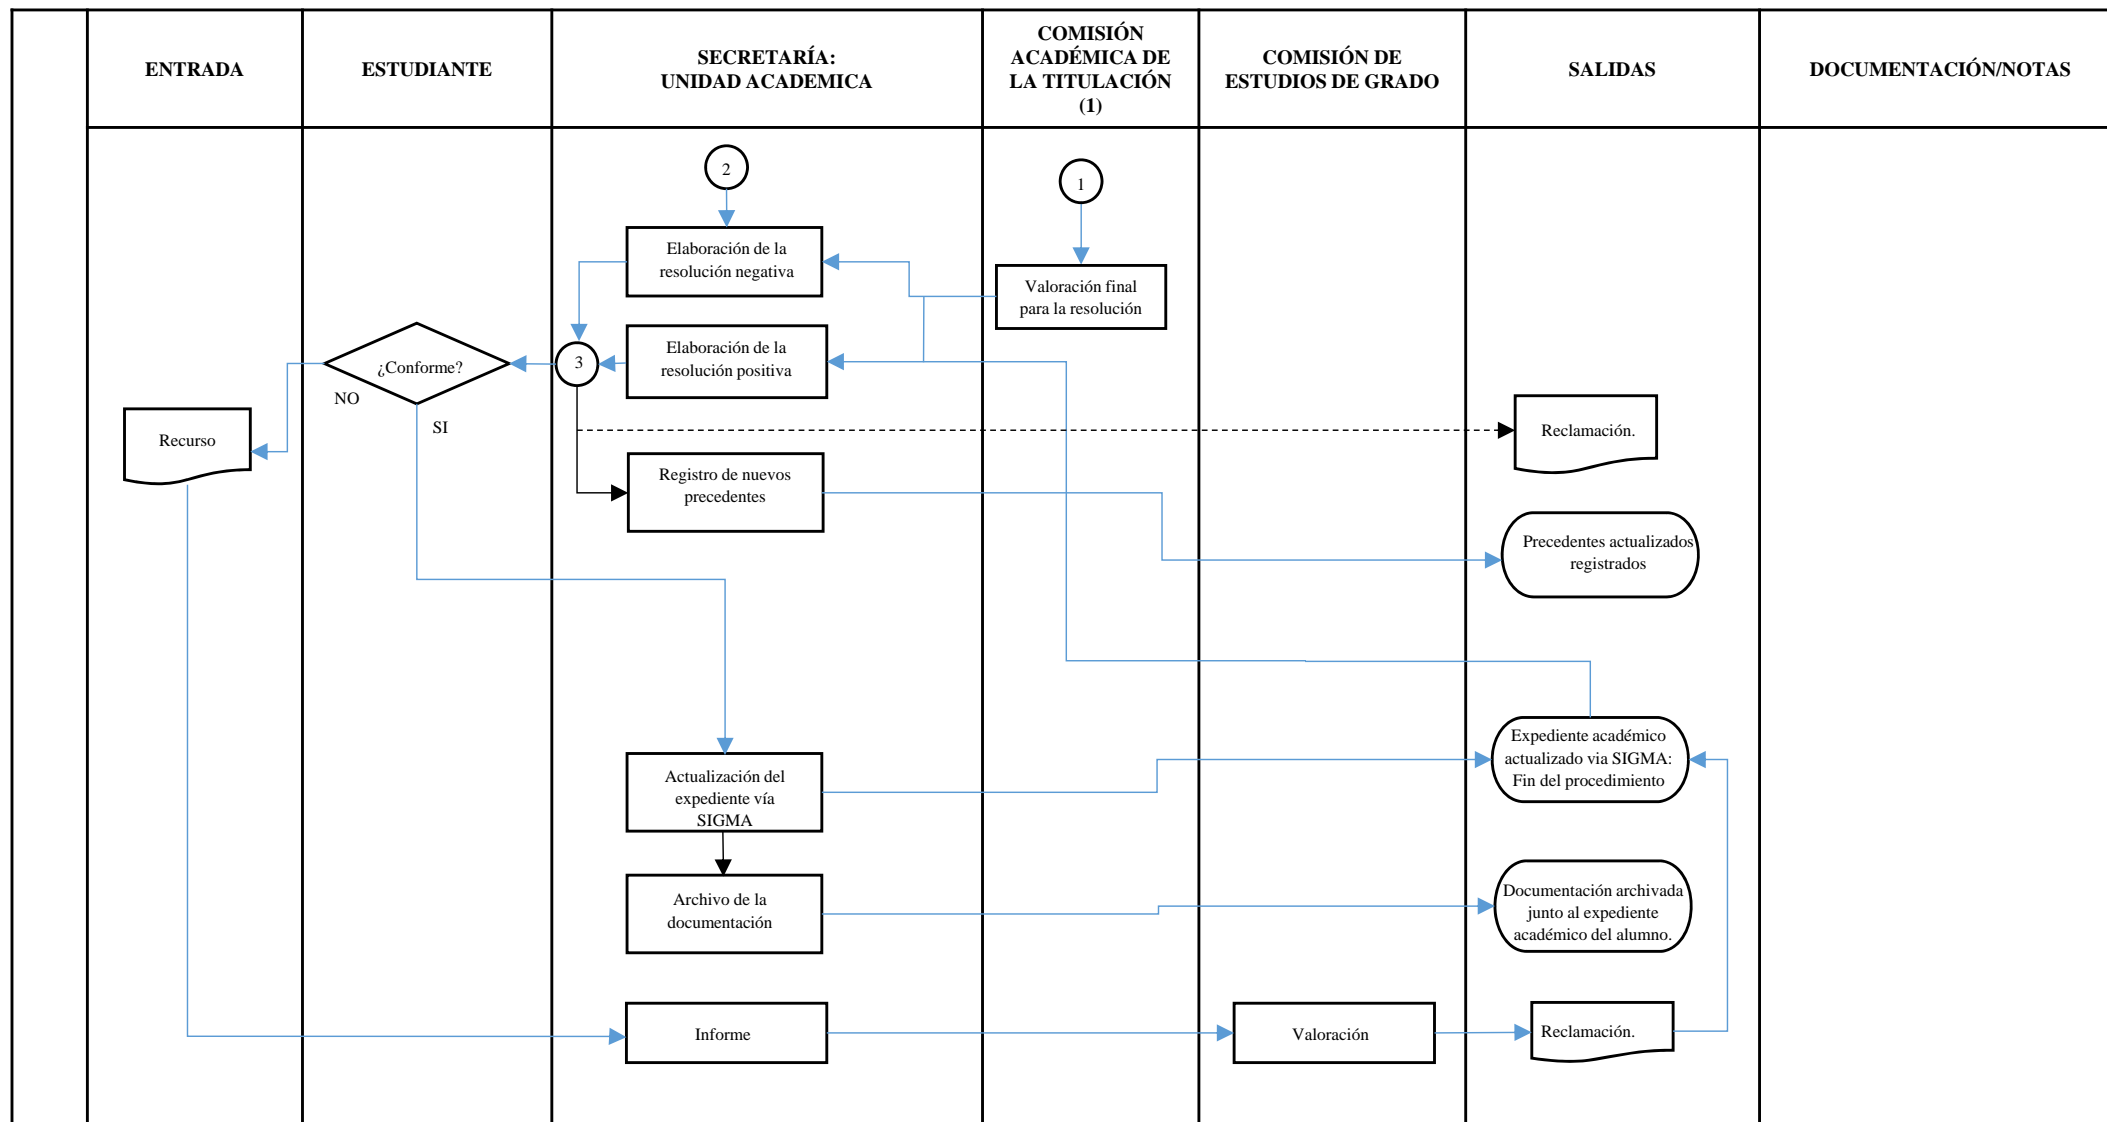 ENTRADA
ESTUDIANTE
SECRETARÍA:
UNIDAD ACADEMICA
COMISIÓN
ACADÉMICA DE
LA TITULACIÓN
(1)
COMISIÓN DE
ESTUDIOS DE GRADO
SALIDAS
DOCUMENTACIÓN/NOTAS
2
1
Elaboración de la
resolución negativa
Valoración final
para la resolución
Elaboración de la
resolución positiva
3
¿Conforme?
NO
SI
Recurso
Reclamación.
Registro de nuevos
precedentes
Precedentes actualizados
registrados
Expediente académico
actualizado via SIGMA:
Fin del procedimiento
Actualización del
expediente vía
SIGMA
Archivo de la
documentación
Documentación archivada
junto al expediente
académico del alumno.
Informe
Valoración
Reclamación.